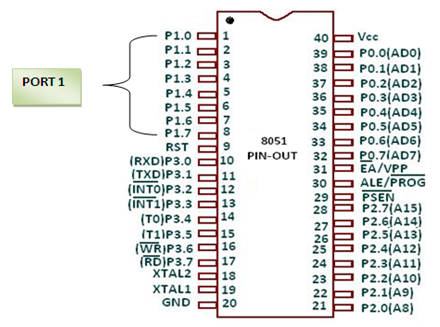 PORT 1
P1.0 1
P1.1 2
P1.2 3
P1.3 4
P1.4 5
P1.5 6
P1.6 7
P1.7 8
RST 9
(RXD)P3.0 10
(TXD)P3.1 11
(INT0)P3.2 12
(INT1)P3.3 13
(T0)P3.4 14
(T1)P3.5 15
(WR)P3.6 16
(RD)P3.7 17
XTAL2 18
XTAL1 19
GND 20
8051
PIN-OUT
40 Vcc
39 P0.0(AD0)
38 P0.1(AD1)
37 P0.2(AD2)
36 P0.3(AD3)
35 P0.4(AD4)
34 P0.5(AD5)
33 P0.6(AD6)
32 P0.7(AD7)
31 EA/VPP
30 ALE/PROG
29 PSEN
28 P2.7(A15)
27 P2.6(A14)
26 P2.5(A13)
25 P2.4(A12)
24 P2.3(A11)
23 P2.2(A10)
22 P2.1(A9)
21 P2.0(A8)